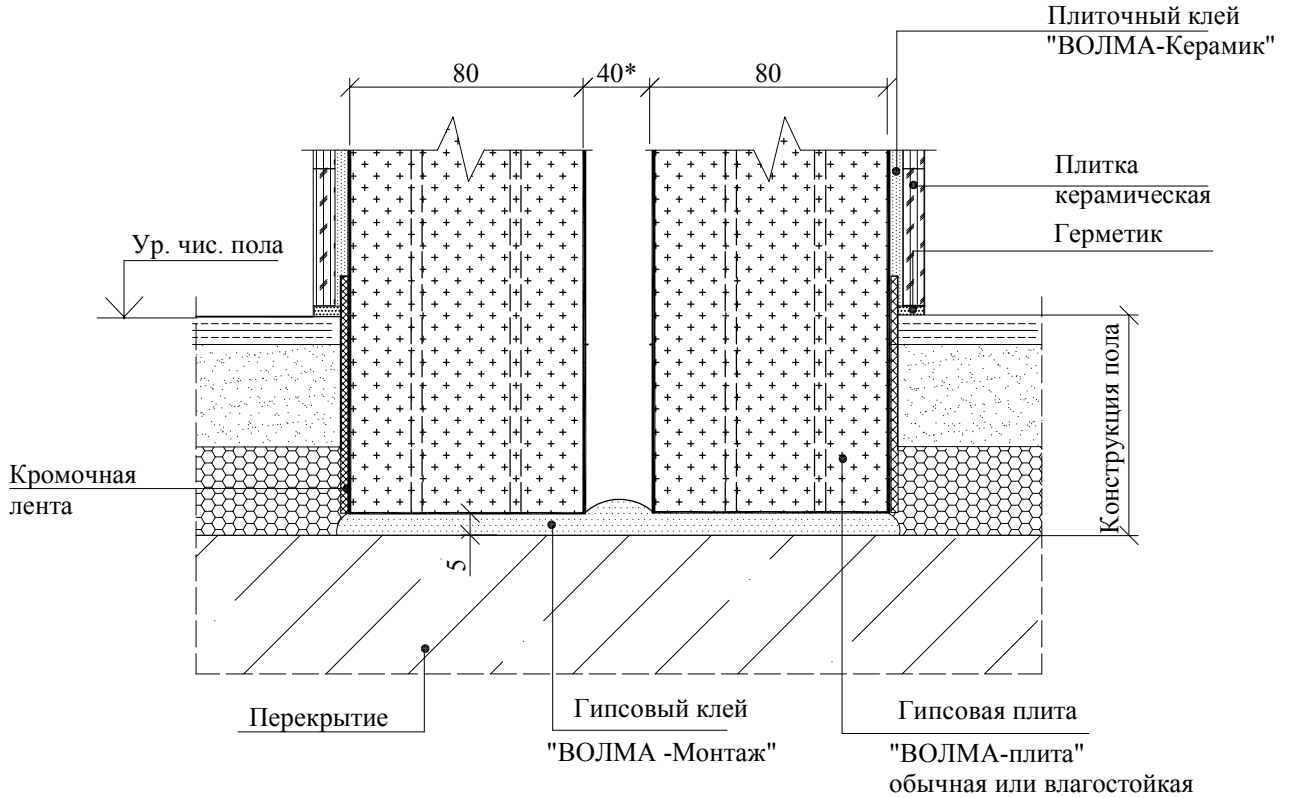 Плиточный клей
"ВОЛМА-Керамик"
80
40*
80
Плитка
керамическая
Ур. чис. пола
Герметик
Конструкция пола
Кромочная
лента
5
Перекрытие
Гипсовый клей
"ВОЛМА -Монтаж"
Гипсовая плита
"ВОЛМА-плита"
обычная или влагостойкая